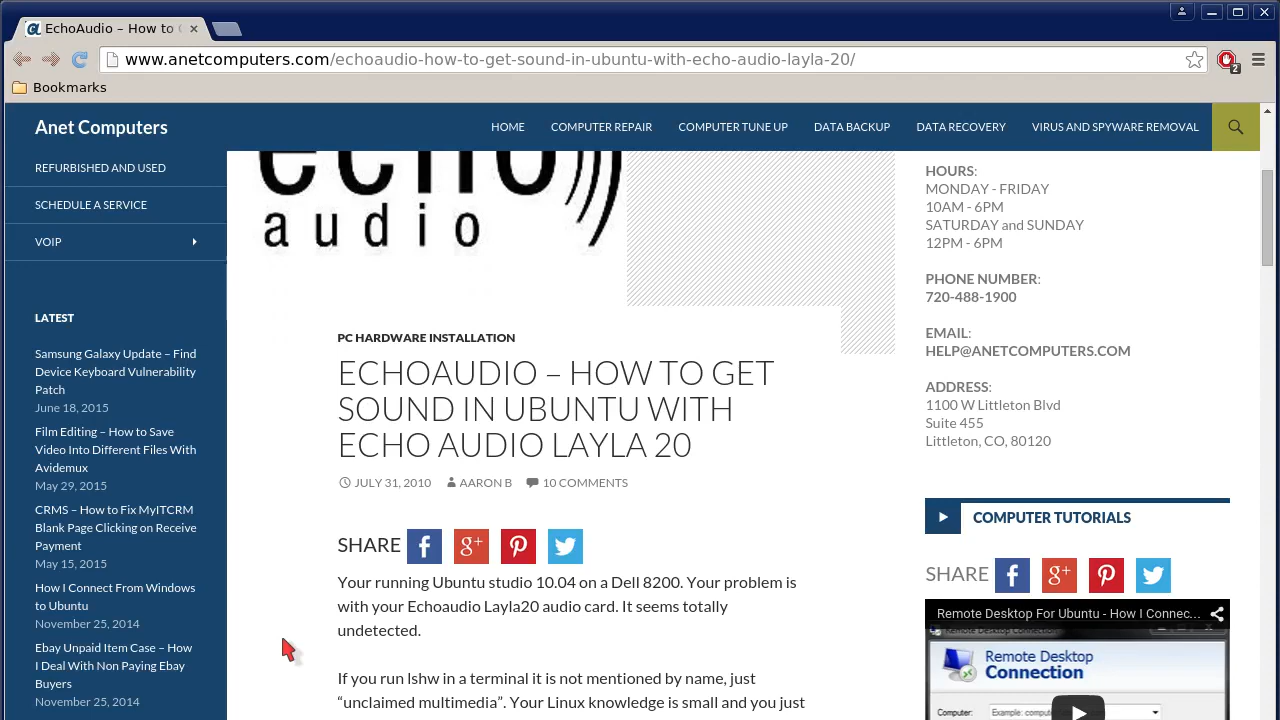 EchoAudio – How to
www.anetcomputers.com/echoaudio-how-to-get-sound-in-ubuntu-with-echo-audio-layla-20/
2
Bookmarks
Anet Computers
HOME
COMPUTER REPAIR
COMPUTER TUNE UP
DATA BACKUP
DATA RECOVERY
VIRUS AND SPYWARE REMOVAL
REFURBISHED AND USED
SCHEDULE A SERVICE
VOIP
LATEST
Samsung Galaxy Update – Find
Device Keyboard Vulnerability
Patch
June 18, 2015
Film Editing – How to Save
Video Into Different Files With
Avidemux
May 29, 2015
CRMS – How to Fix MyITCRM
Blank Page Clicking on Receive
Payment
May 15, 2015
How I Connect From Windows
to Ubuntu
November 25, 2014
Ebay Unpaid Item Case – How
I Deal With Non Paying Ebay
Buyers
November 25, 2014
echo
audio
PC HARDWARE INSTALLATION
ECHOAUDIO – HOW TO GET
SOUND IN UBUNTU WITH
ECHO AUDIO LAYLA 20
JULY 31, 2010 AARON B 10 COMMENTS
SHARE
Your running Ubuntu studio 10.04 on a Dell 8200. Your problem is
with your Echoaudio Layla20 audio card. It seems totally
undetected.
If you run lshw in a terminal it is not mentioned by name, just
“unclaimed multimedia”. Your Linux knowledge is small and you just
HOURS:
MONDAY - FRIDAY
10AM - 6PM
SATURDAY and SUNDAY
12PM - 6PM
PHONE NUMBER:
720-488-1900
EMAIL:
HELP@ANETCOMPUTERS.COM
ADDRESS:
1100 W Littleton Blvd
Suite 455
Littleton, CO, 80120
COMPUTER TUTORIALS
SHARE
Remote Desktop For Ubuntu - How I Connec...
Remote Desktop Connection
Remote Desktop
Connection
Computer: Example: comput